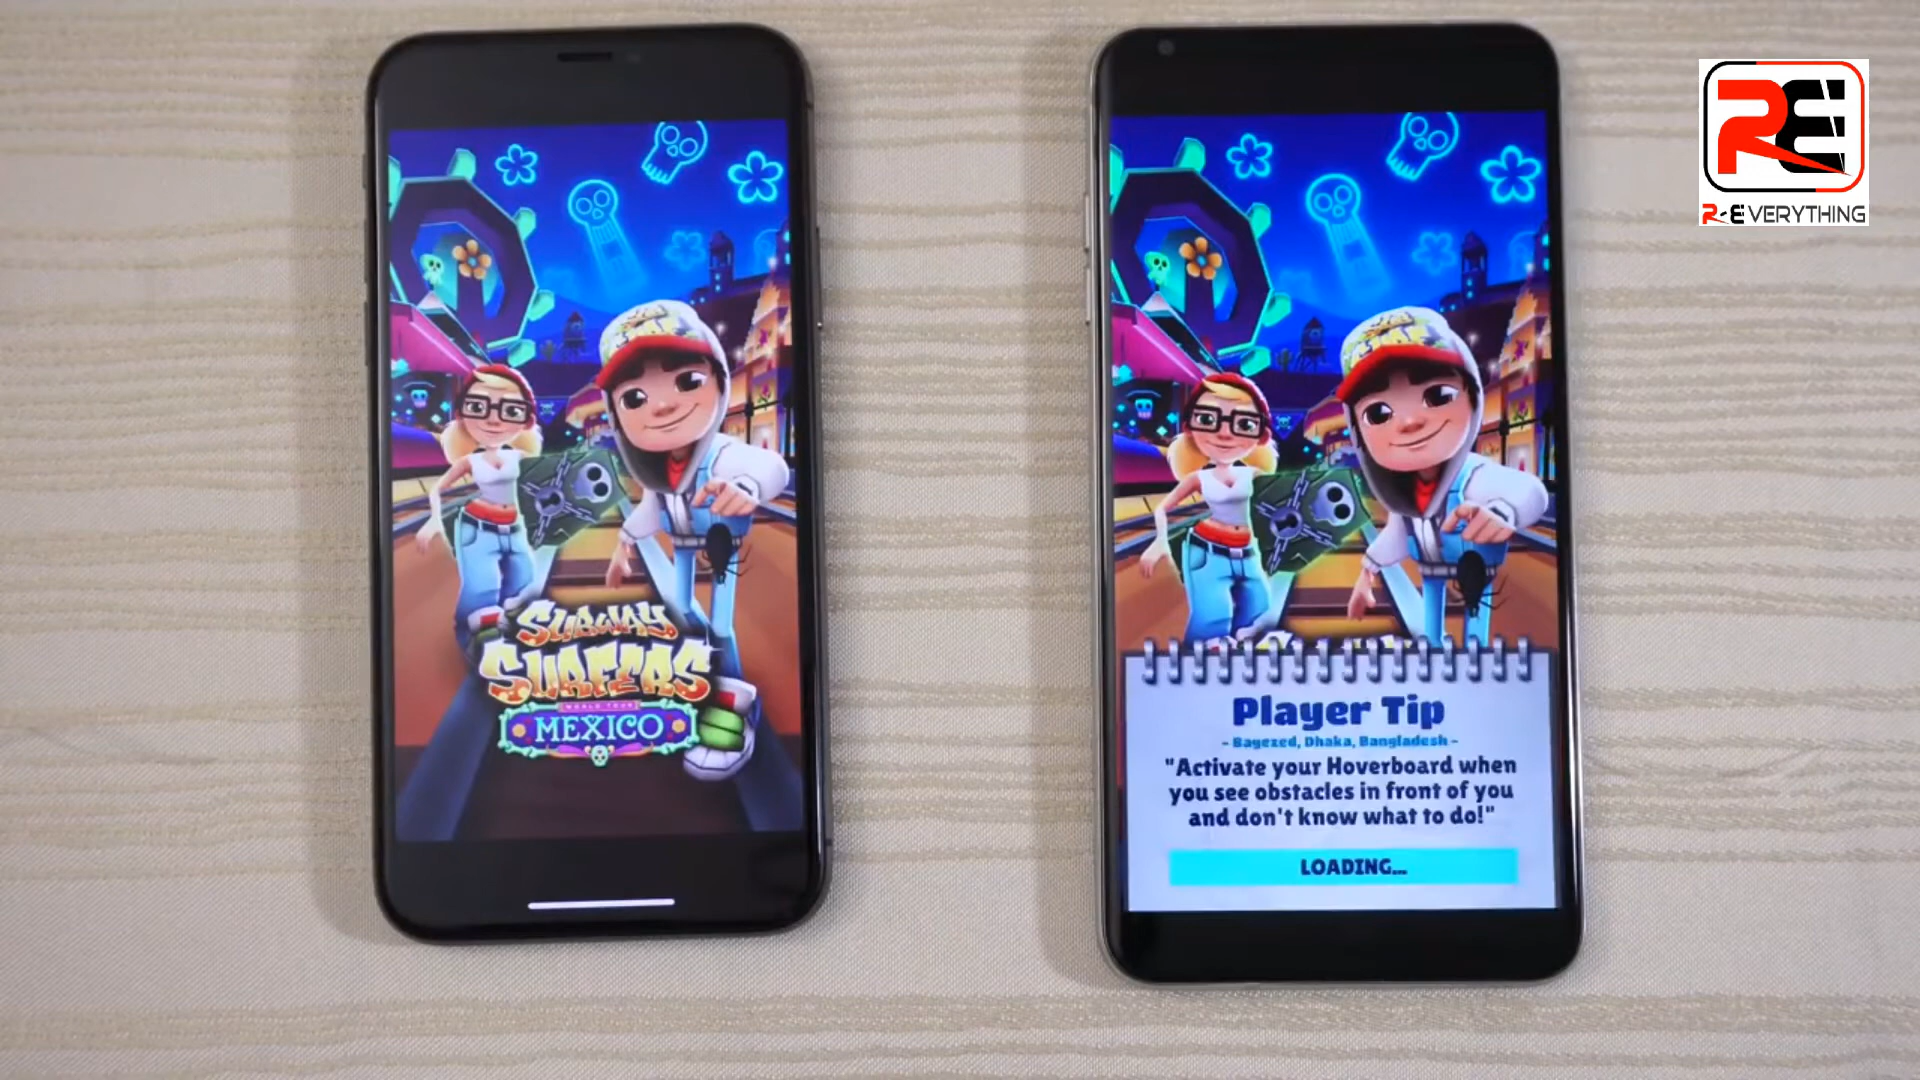 SUBWAY
SURFERS
WORLD TOUR
MEXICO
Player Tip
- Bayezed, Dhaka, Bangladesh -
"Activate your Hoverboard when
you see obstacles in front of you
and don't know what to do!"
LOADING...
RE
R-EVERYTHING